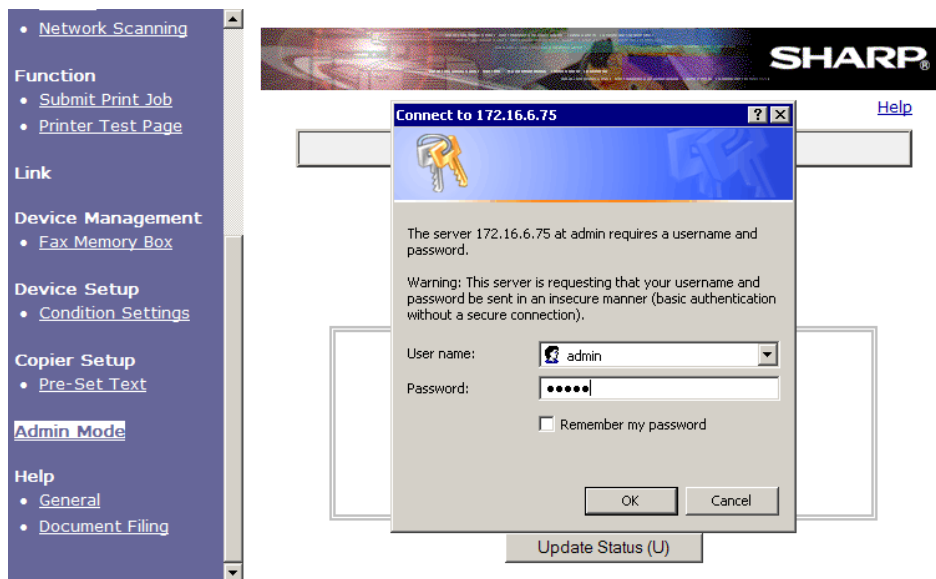 Network Scanning
Function
Submit Print Job
Printer Test Page
Link
Device Management
Fax Memory Box
Device Setup
Condition Settings
Copier Setup
Pre-Set Text
Admin Mode
Help
General
Document Filing
SHARP®
Help
Connect to 172.16.6.75
The server 172.16.6.75 at admin requires a username and
password.
Warning: This server is requesting that your username and
password be sent in an insecure manner (basic authentication
without a secure connection).
User name:
admin
Password:
•••••
Remember my password
OK
Cancel
Update Status (U)